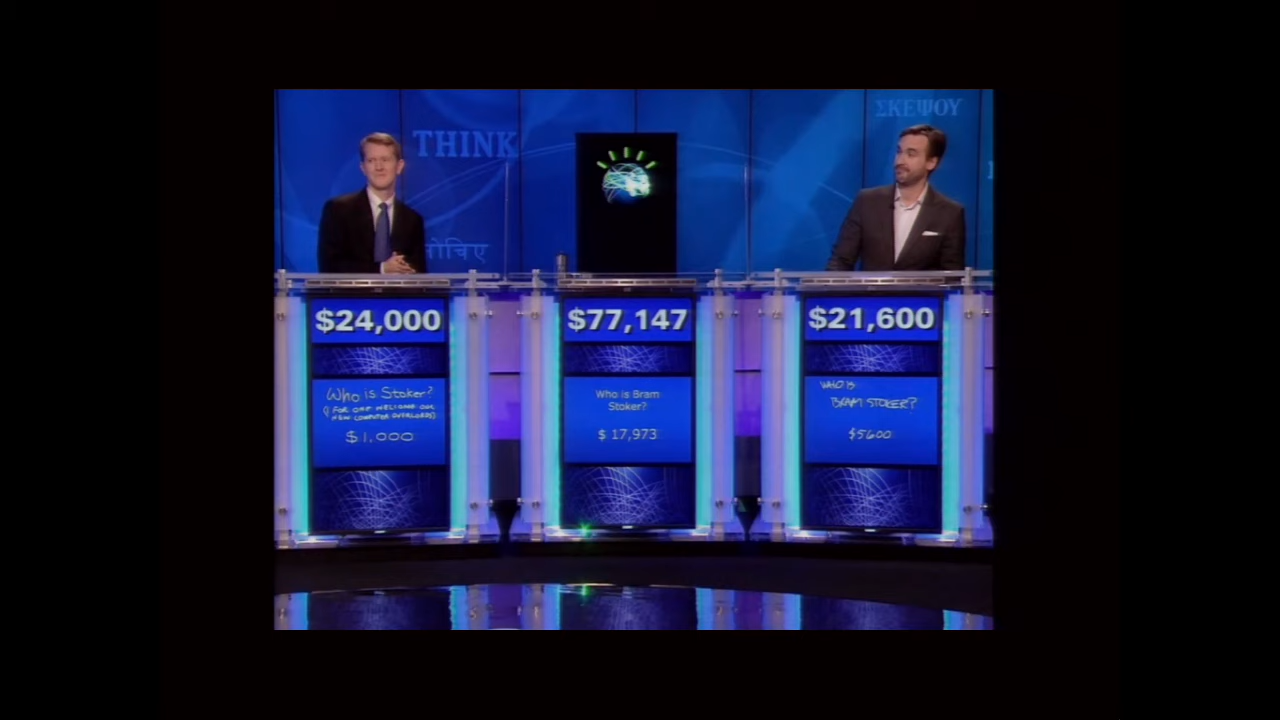 ΣΚΕΨΟΥ
THINK
सोचिए
$24,000
$77,147
$21,600
Who is Stoker?
(I FOR ONE WELCOME OUR
NEW COMPUTER OVERLORDS)
$1,000
Who is Bram
Stoker?
$ 17,973
WHO IS
BRAM STOKER?
$5600